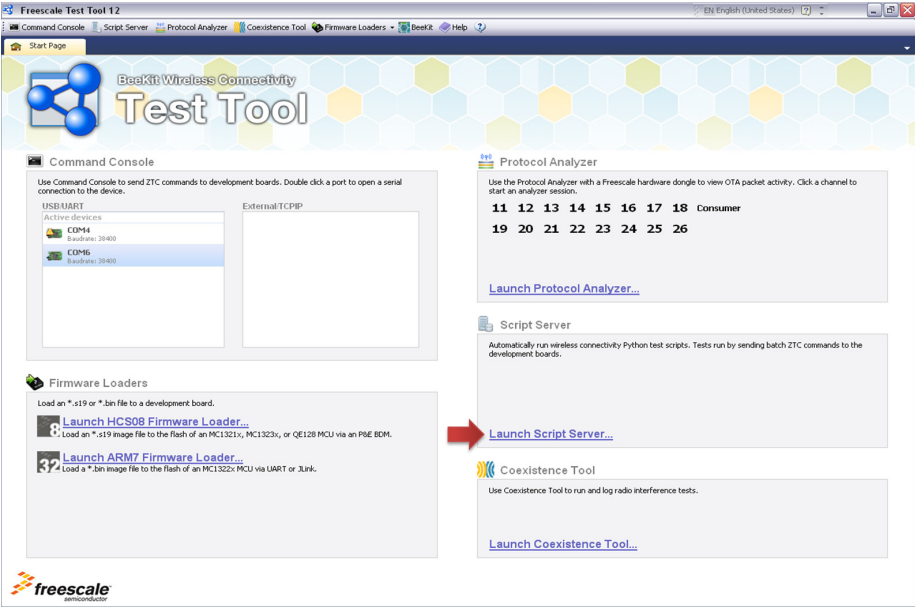 Freescale Test Tool 12
EN English (United States)
Command Console Script Server Protocol Analyzer Coexistence Tool Firmware Loaders BeeKit Help
Start Page
BeeKit Wireless Connectivity
Test Tool
Command Console
Use Command Console to send ZTC commands to development boards. Double click a port to open a serial
connection to the device.
USB/UART
External/TCPIP
Active devices
COM4
Baudrate: 38400
COM6
Baudrate: 38400
Firmware Loaders
Load an *.s19 or *.bin file to a development board.
8
Launch HCS08 Firmware Loader...
Load an *.s19 image file to the flash of an MC1321x, MC1323x, or QE128 MCU via an P&E BDM.
32
Launch ARM7 Firmware Loader...
Load a *.bin image file to the flash of an MC1322x MCU via UART or JLink.
Protocol Analyzer
Use the Protocol Analyzer with a Freescale hardware dongle to view OTA packet activity. Click a channel to
start an analyzer session.
11 12 13 14 15 16 17 18 Consumer
19 20 21 22 23 24 25 26
Launch Protocol Analyzer...
Script Server
Automatically run wireless connectivity Python test scripts. Tests run by sending batch ZTC commands to the
development boards.
Launch Script Server...
Coexistence Tool
Use Coexistence Tool to run and log radio interference tests.
Launch Coexistence Tool...
freescale
semiconductor